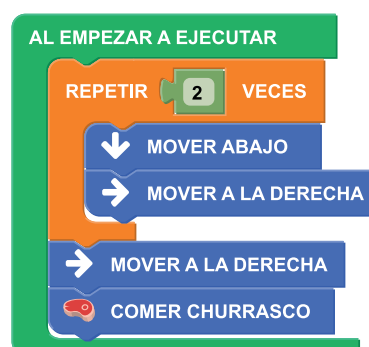 AL EMPEZAR A EJECUTAR
REPETIR 2 VECES
MOVER ABAJO
MOVER A LA DERECHA
MOVER A LA DERECHA
COMER CHURRASCO